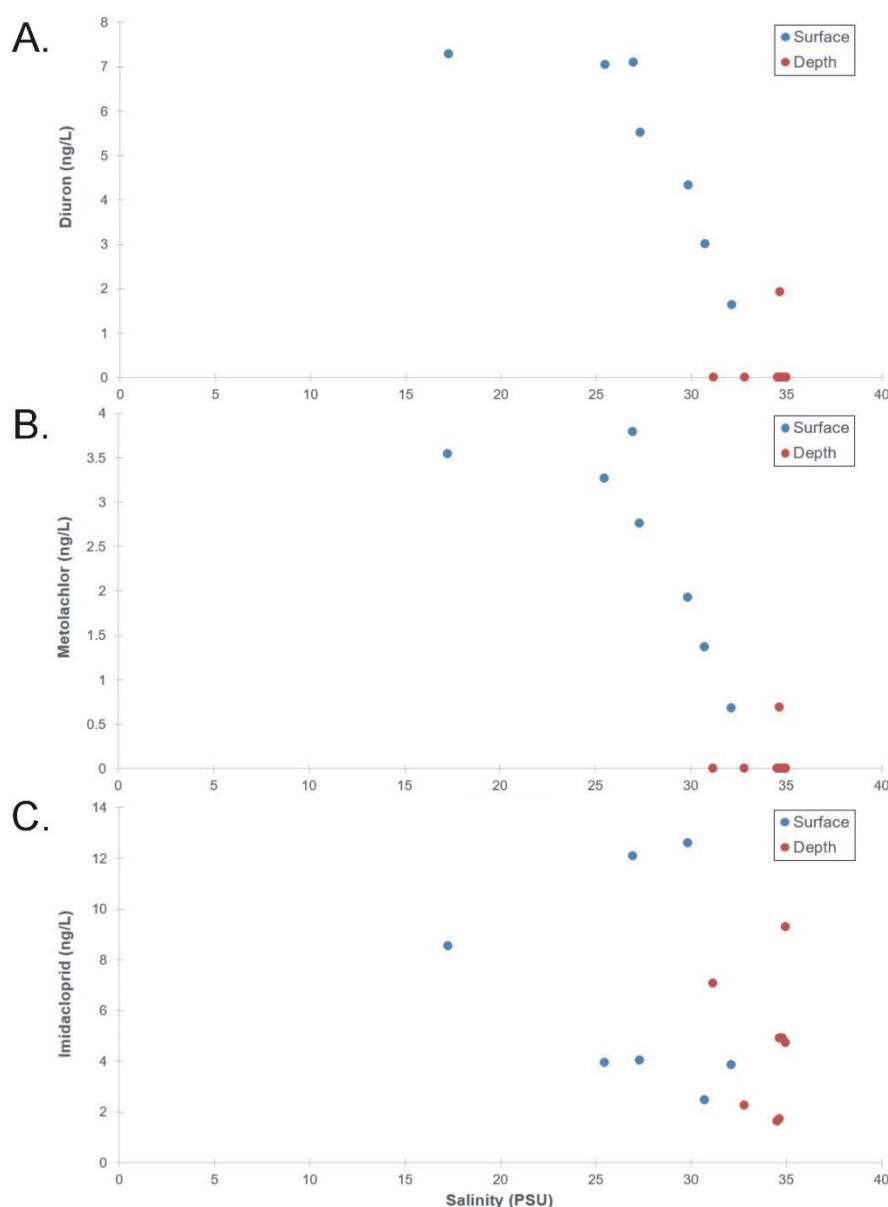 A.
8
7
6
5
4
3
2
1
0
Diuron (ng/L)
Surface
Depth
0 5 10 15 20 25 30 35 40
B.
4
3.5
3
2.5
2
1.5
1
0.5
0
Metolachlor (ng/L)
Surface
Depth
0 5 10 15 20 25 30 35 40
C.
14
12
10
8
6
4
2
0
Imidacloprid (ng/L)
Surface
Depth
0 5 10 15 20 25 30 35 40
Salinity (PSU)